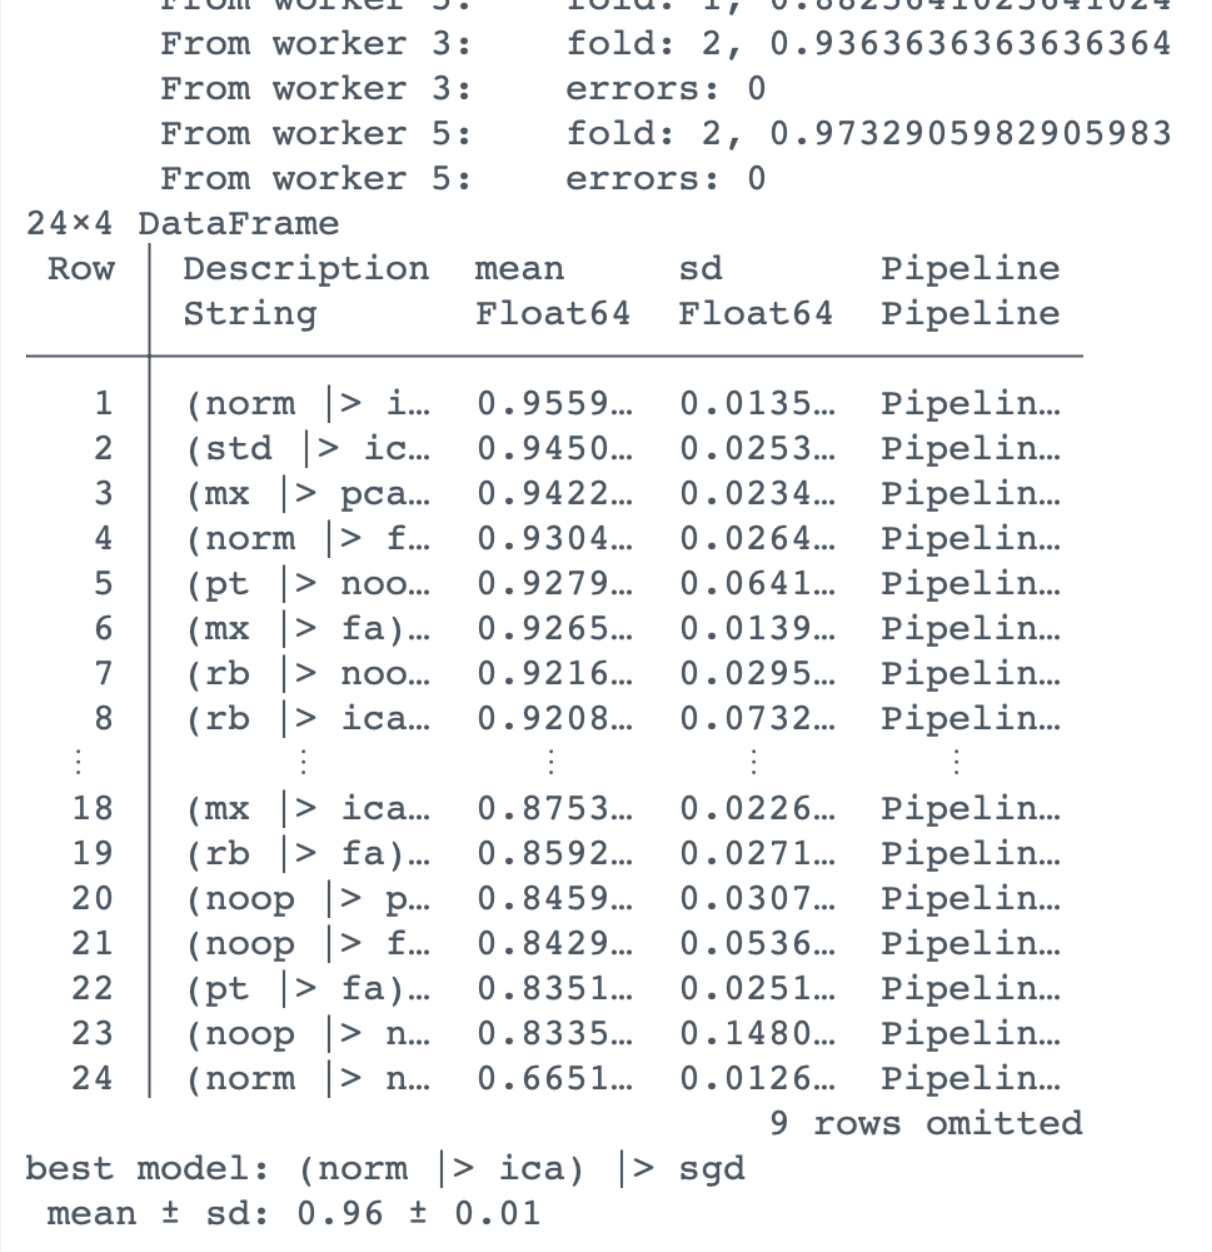 From worker 5: fold: 1, 0.8825641025641024
From worker 3: fold: 2, 0.9363636363636364
From worker 3: errors: 0
From worker 5: fold: 2, 0.9732905982905983
From worker 5: errors: 0
24×4 DataFrame
Row │ Description mean sd Pipeline
│ String Float64 Float64 Pipeline
1 │ (norm |> i… 0.9559… 0.0135… Pipelin…
2 │ (std |> ic… 0.9450… 0.0253… Pipelin…
3 │ (mx |> pca… 0.9422… 0.0234… Pipelin…
4 │ (norm |> f… 0.9304… 0.0264… Pipelin…
5 │ (pt |> noo… 0.9279… 0.0641… Pipelin…
6 │ (mx |> fa)… 0.9265… 0.0139… Pipelin…
7 │ (rb |> noo… 0.9216… 0.0295… Pipelin…
8 │ (rb |> ica… 0.9208… 0.0732… Pipelin…
⋮ │ ⋮ ⋮ ⋮ ⋮
18 │ (mx |> ica… 0.8753… 0.0226… Pipelin…
19 │ (rb |> fa)… 0.8592… 0.0271… Pipelin…
20 │ (noop |> p… 0.8459… 0.0307… Pipelin…
21 │ (noop |> f… 0.8429… 0.0536… Pipelin…
22 │ (pt |> fa)… 0.8351… 0.0251… Pipelin…
23 │ (noop |> n… 0.8335… 0.1480… Pipelin…
24 │ (norm |> n… 0.6651… 0.0126… Pipelin…
9 rows omitted
best model: (norm |> ica) |> sgd
mean ± sd: 0.96 ± 0.01